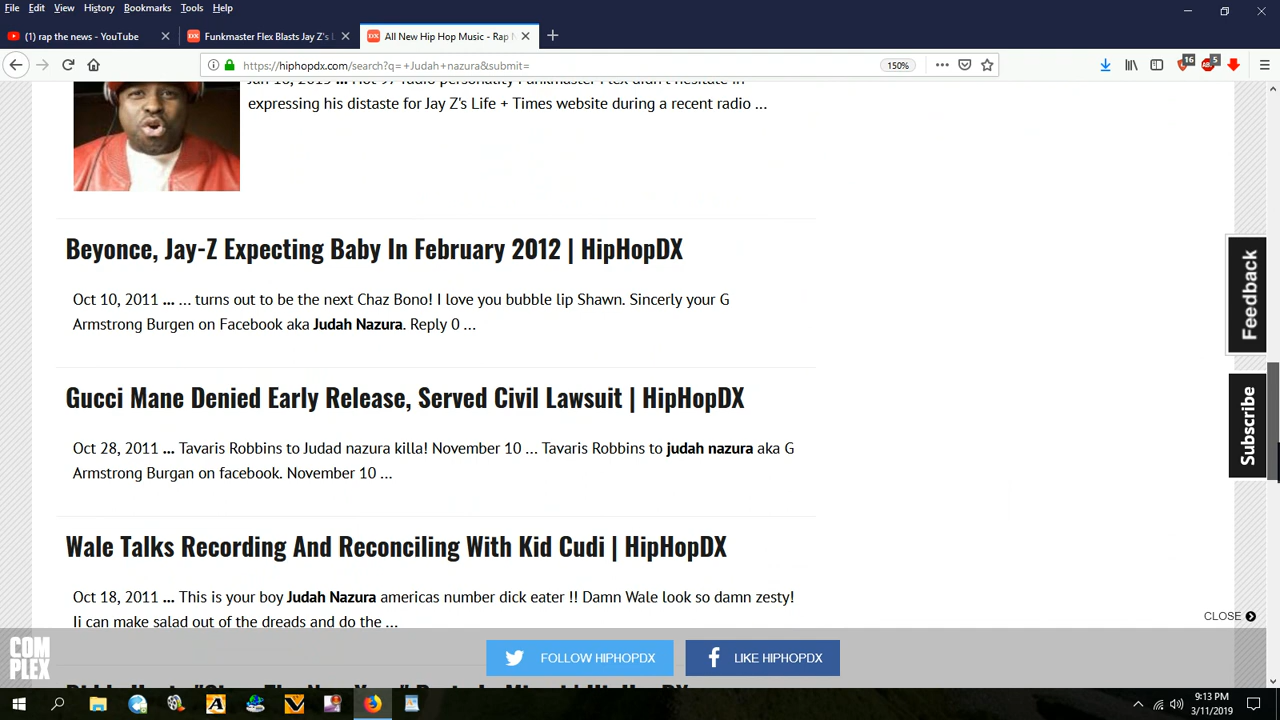 File Edit View History Bookmarks Tools Help
(1) rap the news - YouTube
Funkmaster Flex Blasts Jay Z's L
All New Hip Hop Music - Rap N
https://hiphopdx.com/search?q= +Judah+nazura&submit=
150%
16
5
expressing his distaste for Jay Z's Life + Times website during a recent radio ...
Beyonce, Jay-Z Expecting Baby In February 2012 | HipHopDX
Oct 10, 2011 ... ... turns out to be the next Chaz Bono! I love you bubble lip Shawn. Sincerly your G
Armstrong Burgen on Facebook aka Judah Nazura. Reply 0 ...
Gucci Mane Denied Early Release, Served Civil Lawsuit | HipHopDX
Oct 28, 2011 ... Tavaris Robbins to Judad nazura killa! November 10 ... Tavaris Robbins to judah nazura aka G
Armstrong Burgan on facebook. November 10 ...
Wale Talks Recording And Reconciling With Kid Cudi | HipHopDX
Oct 18, 2011 ... This is your boy Judah Nazura americas number dick eater !! Damn Wale look so damn zesty!
Ii can make salad out of the dreads and do the ...
Feedback
Subscribe
CLOSE
COM
PLEX
FOLLOW HIPHOPDX
LIKE HIPHOPDX
9:13 PM
3/11/2019